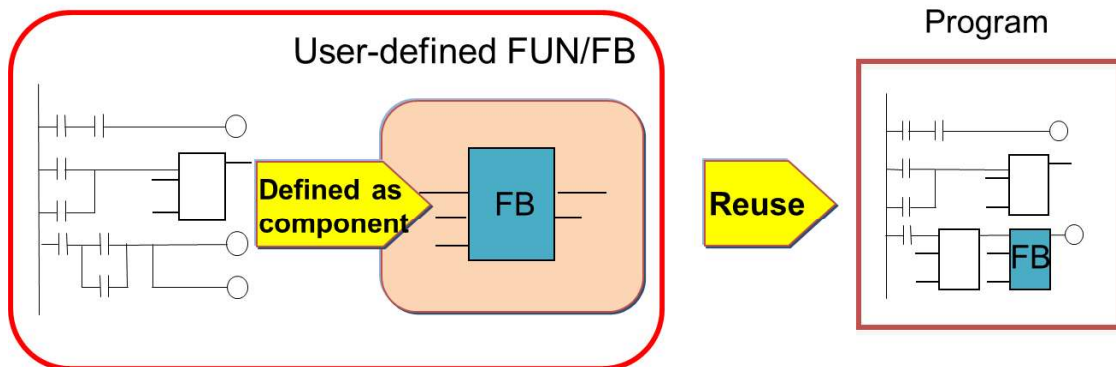 User-defined FUN/FB
Program
Defined as
component
FB
Reuse
FB